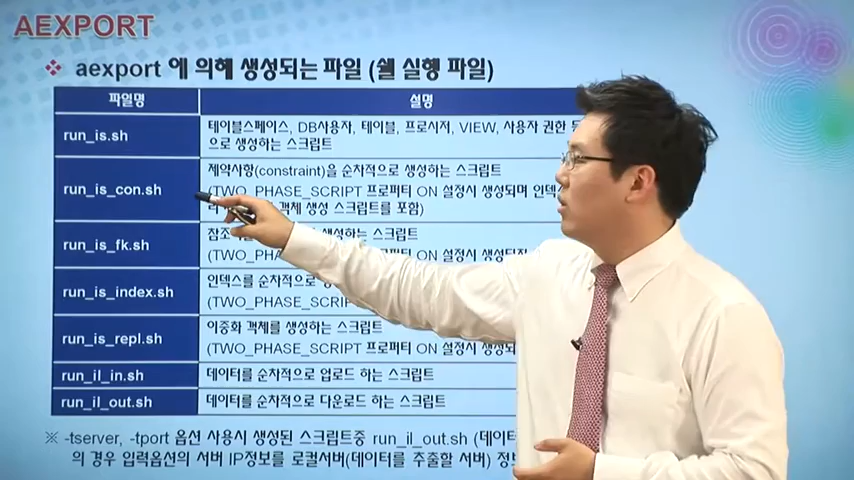 AEXPORT
❖ aexport 에 의해 생성되는 파일 (쉘 실행 파일)
파일명 설명
run_is.sh
테이블스페이스, DB사용자, 테이블, 프로시저, VIEW, 사용자 권한
으로 생성하는 스크립트
run_is_con.sh
제약사항(constraint)을 순차적으로 생성하는 스크립트
(TWO_PHASE_SCRIPT 프로퍼티 ON 설정시 생성되며 인덱
객체 생성 스크립트를 포함)
run_is_fk.sh
생성하는 스크립트
(TWO_PHASE_ ON 설정시
run_is_index.sh
인덱스를 순차적으로
(TWO_PHASE_SCRIPT ON 설정시
run_is_repl.sh
이중화 객체를 생성하는 스크립트
(TWO_PHASE_SCRIPT 프로퍼티 ON 설정시 생성
run_il_in.sh 데이터를 순차적으로 업로드 하는 스크립트
run_il_out.sh 데이터를 순차적으로 다운로드 하는 스크립트
※ -tserver, -tport 옵션 사용시 생성된 스크립트중 run_il_out.sh (데이터
의 경우 입력옵션의 서버 IP정보를 로컬서버(데이터를 추출할 서버)